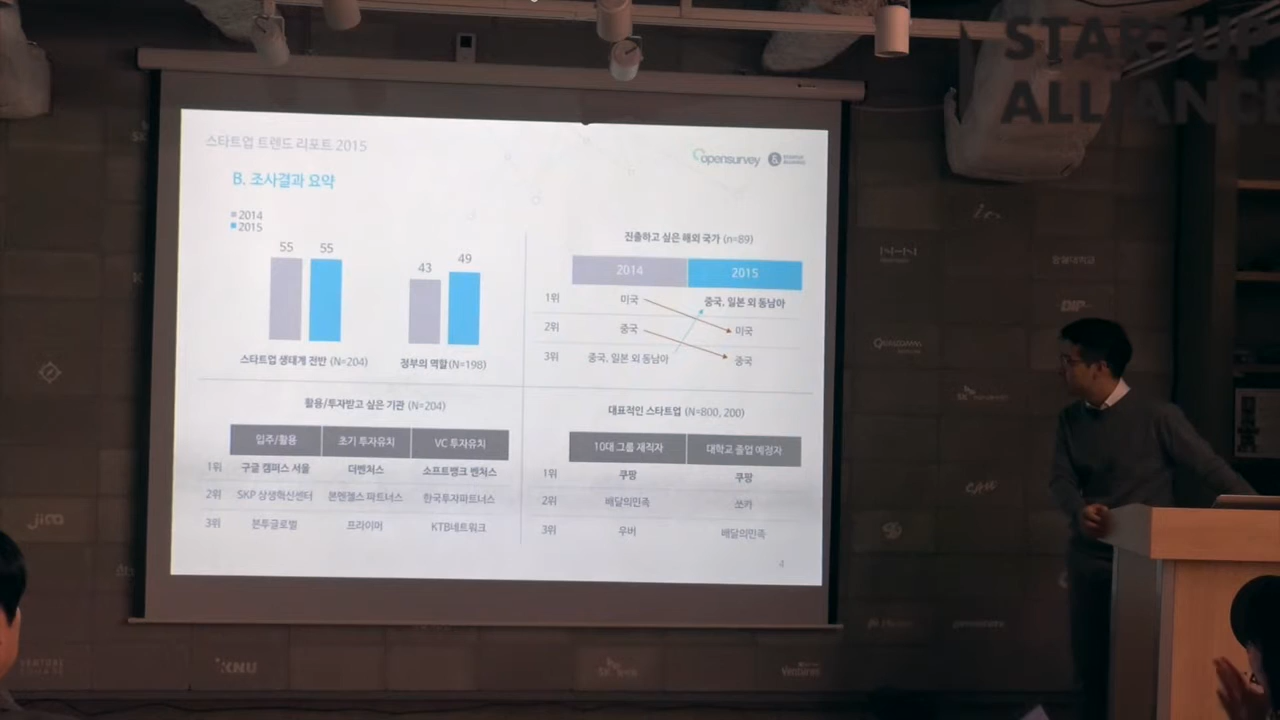 STARTUP
ALLIANCE
스타트업 트렌드 리포트 2015
opensurvey
B. 조사결과 요약
2014
2015
55 55
43 49
스타트업 생태계 전반 (N=204)
정부의 역할 (N=198)
진출하고 싶은 해외 국가 (n=89)
2014 2015
1위 미국 중국, 일본 외 동남아
2위 중국 미국
3위 중국, 일본 외 동남아 중국
활용/투자받고 싶은 기관 (N=204)
입주/활용 초기 투자유치 VC 투자유치
1위 구글 캠퍼스 서울 더벤처스 소프트뱅크 벤처스
2위 SKP 상생혁신센터 본엔젤스 파트너스 한국투자파트너스
3위 본투글로벌 프라이머 KTB네트워크
대표적인 스타트업 (N=800, 200)
10대 그룹 재직자 대학교 졸업 예정자
1위 쿠팡 쿠팡
2위 배달의민족 쏘카
3위 우버 배달의민족
4
QUALCOMM
jico
VENTURE
SQUARE
KNU
Ventures